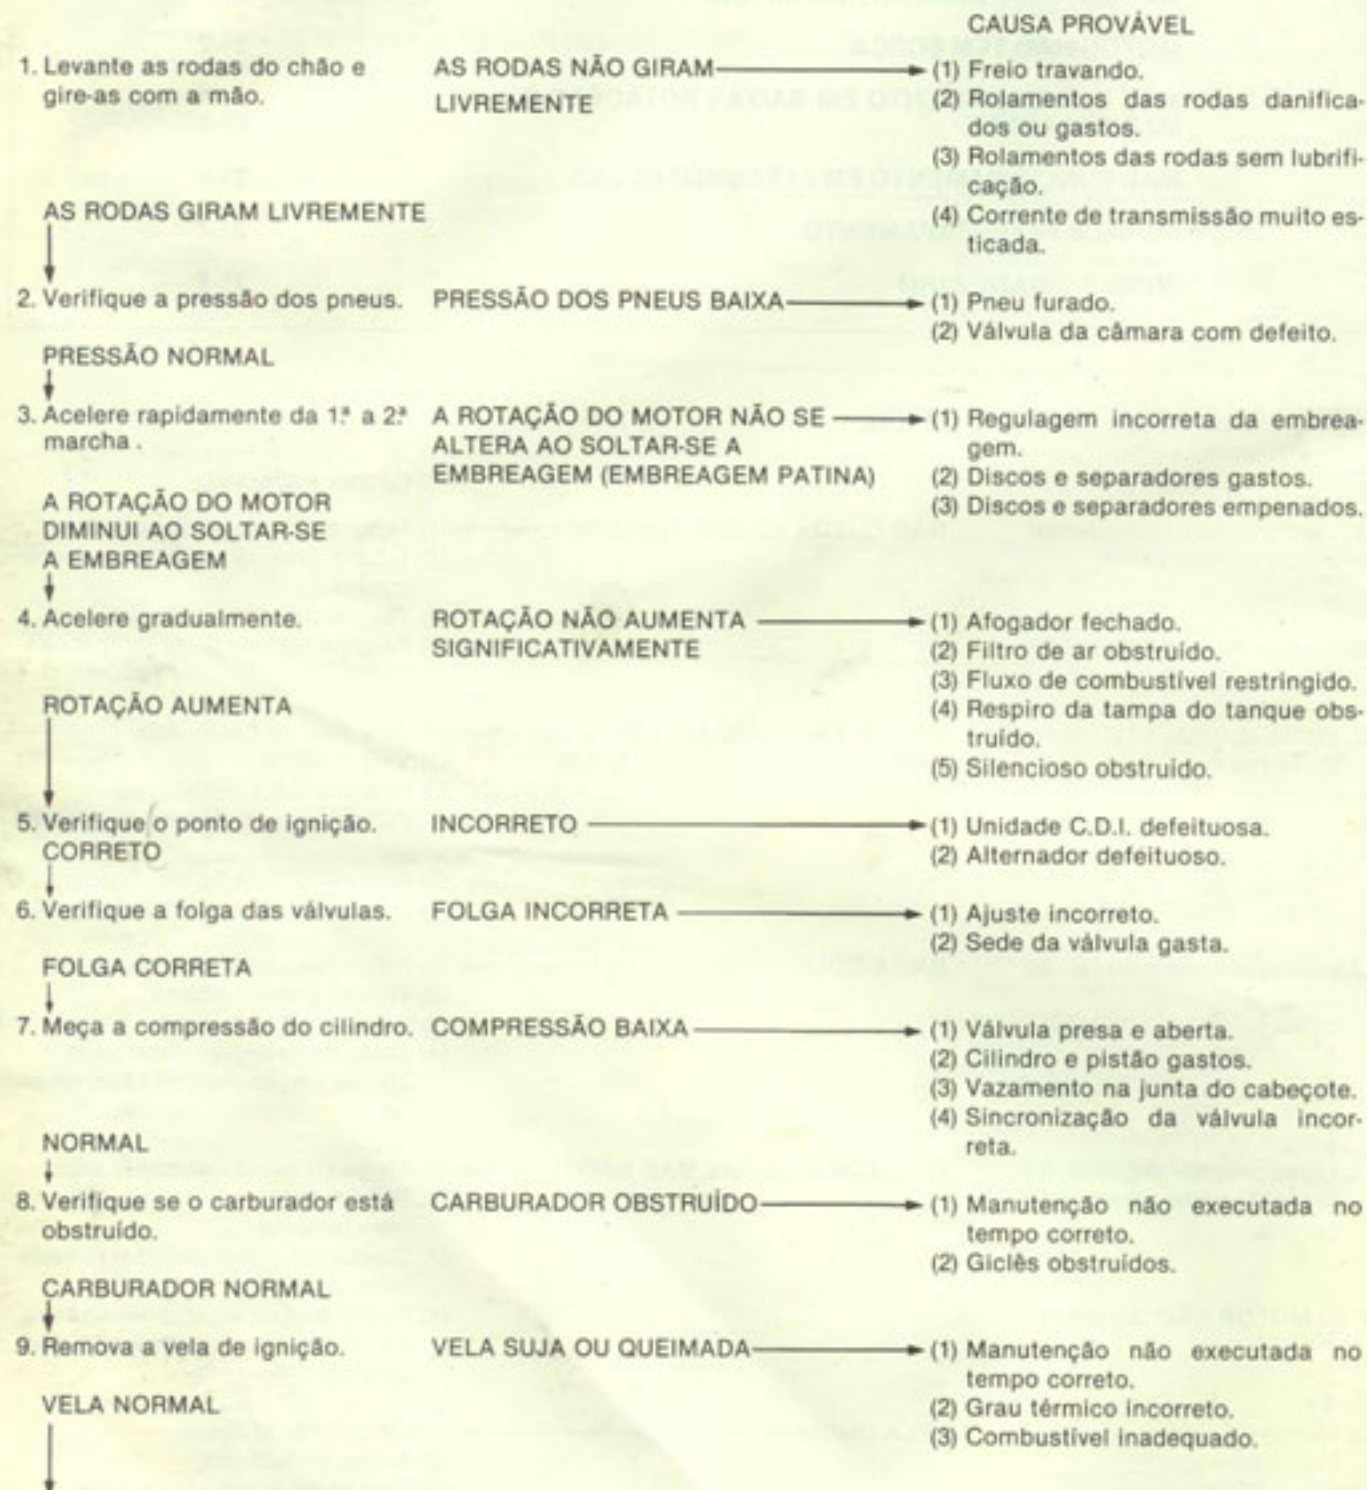 CAUSA PROVÁVEL
1. Levante as rodas do chão e
gire-as com a mão.
AS RODAS NÃO GIRAM
LIVREMENTE
(1) Freio travando.
(2) Rolamentos das rodas danifica-
dos ou gastos.
(3) Rolamentos das rodas sem lubrifi-
cação.
(4) Corrente de transmissão muito es-
ticada.
AS RODAS GIRAM LIVREMENTE
2. Verifique a pressão dos pneus.
PRESSÃO DOS PNEUS BAIXA
(1) Pneu furado.
(2) Válvula da câmara com defeito.
PRESSÃO NORMAL
3. Acelere rapidamente da 1ª a 2ª
marcha .
A ROTAÇÃO DO MOTOR NÃO SE
ALTERA AO SOLTAR-SE A
EMBREAGEM (EMBREAGEM PATINA)
(1) Regulagem incorreta da embrea-
gem.
(2) Discos e separadores gastos.
(3) Discos e separadores empenados.
A ROTAÇÃO DO MOTOR
DIMINUI AO SOLTAR-SE
A EMBREAGEM
4. Acelere gradualmente.
ROTAÇÃO NÃO AUMENTA
SIGNIFICATIVAMENTE
(1) Afogador fechado.
(2) Filtro de ar obstruído.
(3) Fluxo de combustível restringido.
(4) Respiro da tampa do tanque obs-
truído.
(5) Silencioso obstruído.
ROTAÇÃO AUMENTA
5. Verifique o ponto de ignição.
CORRETO
INCORRETO
(1) Unidade C.D.I. defeituosa.
(2) Alternador defeituoso.
6. Verifique a folga das válvulas.
FOLGA INCORRETA
(1) Ajuste incorreto.
(2) Sede da válvula gasta.
FOLGA CORRETA
7. Meça a compressão do cilindro.
COMPRESSÃO BAIXA
(1) Válvula presa e aberta.
(2) Cilindro e pistão gastos.
(3) Vazamento na junta do cabeçote.
(4) Sincronização da válvula incor-
reta.
NORMAL
8. Verifique se o carburador está
obstruído.
CARBURADOR OBSTRUÍDO
(1) Manutenção não executada no
tempo correto.
(2) Giclês obstruídos.
CARBURADOR NORMAL
9. Remova a vela de ignição.
VELA SUJA OU QUEIMADA
(1) Manutenção não executada no
tempo correto.
(2) Grau térmico incorreto.
(3) Combustível inadequado.
VELA NORMAL